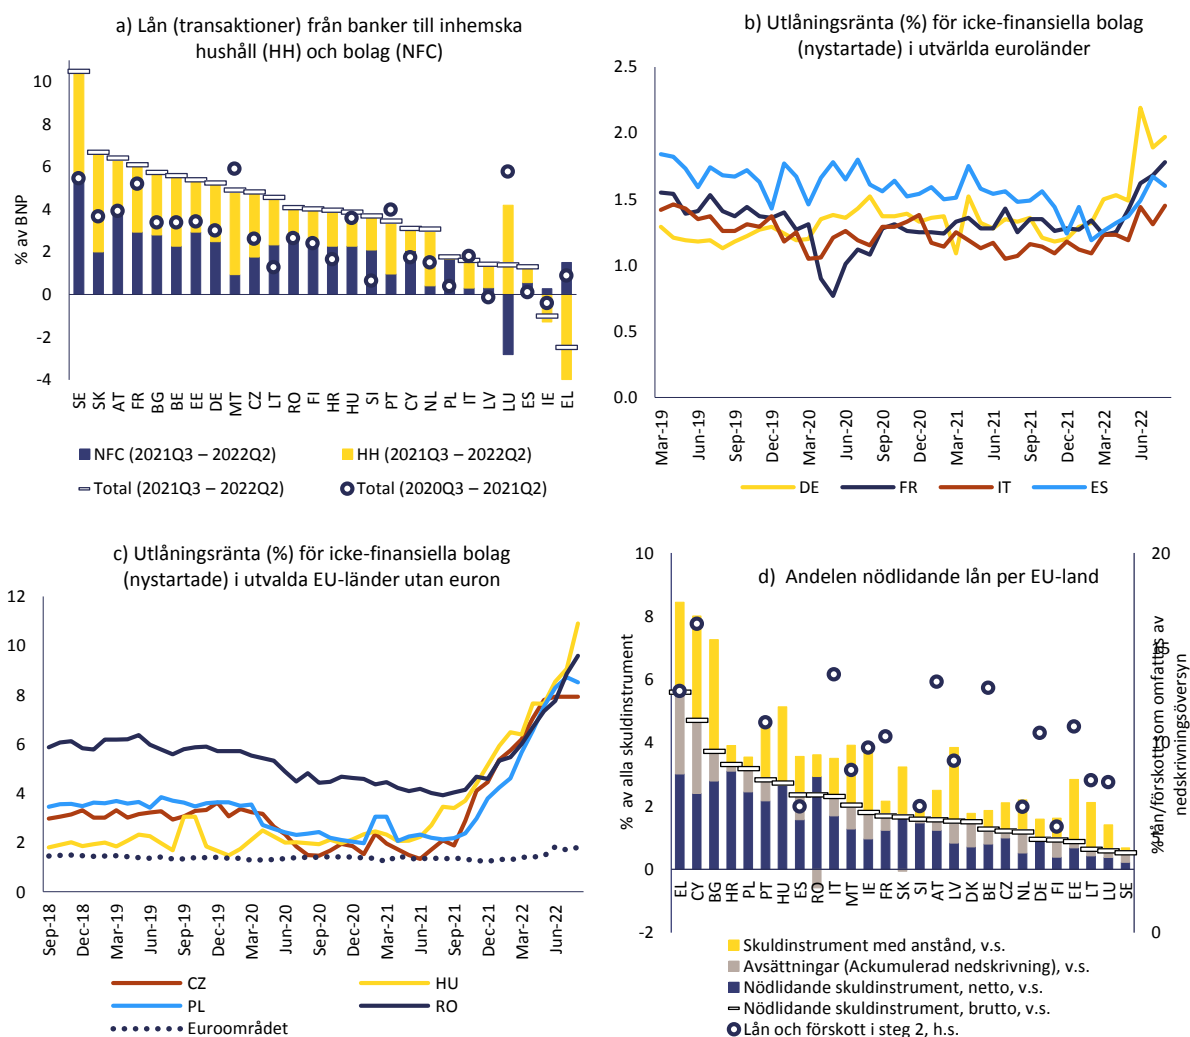 a) Lån (transaktioner) från banker till inhemska
hushåll (HH) och bolag (NFC)
% av BNP
10
8
6
4
2
0
-2
-4
SE
SK
AT
FR
BG
BE
EE
DE
MT
CZ
LT
RO
FI
HR
HU
SI
PT
CY
NL
PL
IT
LV
LU
ES
IE
EL
NFC (2021Q3 – 2022Q2)
HH (2021Q3 – 2022Q2)
Total (2021Q3 – 2022Q2)
Total (2020Q3 – 2021Q2)
b) Utlåningsränta (%) för icke-finansiella bolag
(nystartade) i utvärlda euroländer
2.5
2.0
1.5
1.0
0.5
0.0
Mar-19
Jun-19
Sep-19
Dec-19
Mar-20
Jun-20
Sep-20
Dec-20
Mar-21
Jun-21
Sep-21
Dec-21
Mar-22
Jun-22
DE
FR
IT
ES
c) Utlåningsränta (%) för icke-finansiella bolag
(nystartade) i utvalda EU-länder utan euron
12
10
8
6
4
2
0
Sep-18
Dec-18
Mar-19
Jun-19
Sep-19
Dec-19
Mar-20
Jun-20
Sep-20
Dec-20
Mar-21
Jun-21
Sep-21
Dec-21
Mar-22
Jun-22
CZ
HU
PL
RO
Euroområdet
d) Andelen nödlidande lån per EU-land
% av alla skuldinstrument
10
8
6
4
2
0
-2
20
15
10
5
0
% lån/förskott som omfattas av
nedskrivningsöversyn
EL
CY
BG
HR
PL
PT
HU
ES
RO
IT
MT
IE
FR
SK
SI
AT
LV
DK
BE
CZ
NL
DE
FI
EE
LT
LU
SE
Skuldinstrument med anstånd, v.s.
Avsättningar (Ackumulerad nedskrivning), v.s.
Nödlidande skuldinstrument, netto, v.s.
Nödlidande skuldinstrument, brutto, v.s.
Lån och förskott i steg 2, h.s.